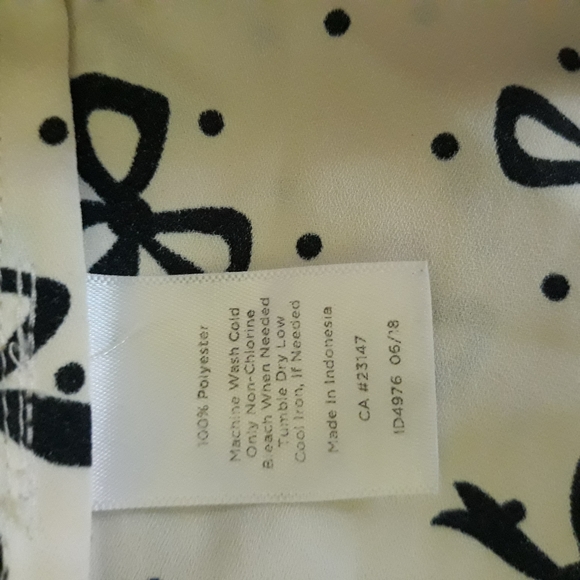 100% Polyester
Machine Wash Cold
Only Non-Chlorine
Bleach When Needed
Tumble Dry Low
Cool Iron, If Needed
Made In Indonesia
CA #23147
ID4976 06/18